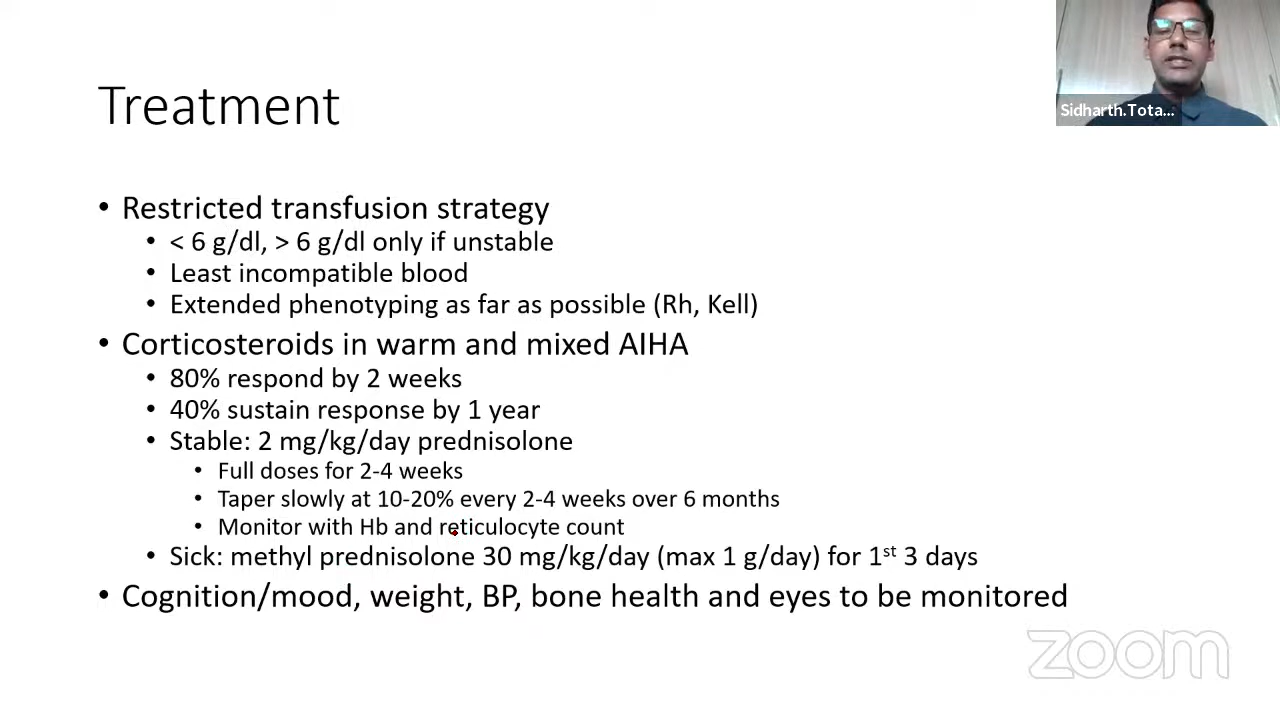 Sidharth.Tota...
Treatment
• Restricted transfusion strategy
• < 6 g/dl, > 6 g/dl only if unstable
• Least incompatible blood
• Extended phenotyping as far as possible (Rh, Kell)
• Corticosteroids in warm and mixed AIHA
• 80% respond by 2 weeks
• 40% sustain response by 1 year
• Stable: 2 mg/kg/day prednisolone
• Full doses for 2-4 weeks
• Taper slowly at 10-20% every 2-4 weeks over 6 months
• Monitor with Hb and reticulocyte count
• Sick: methyl prednisolone 30 mg/kg/day (max 1 g/day) for 1st 3 days
• Cognition/mood, weight, BP, bone health and eyes to be monitored
zoom